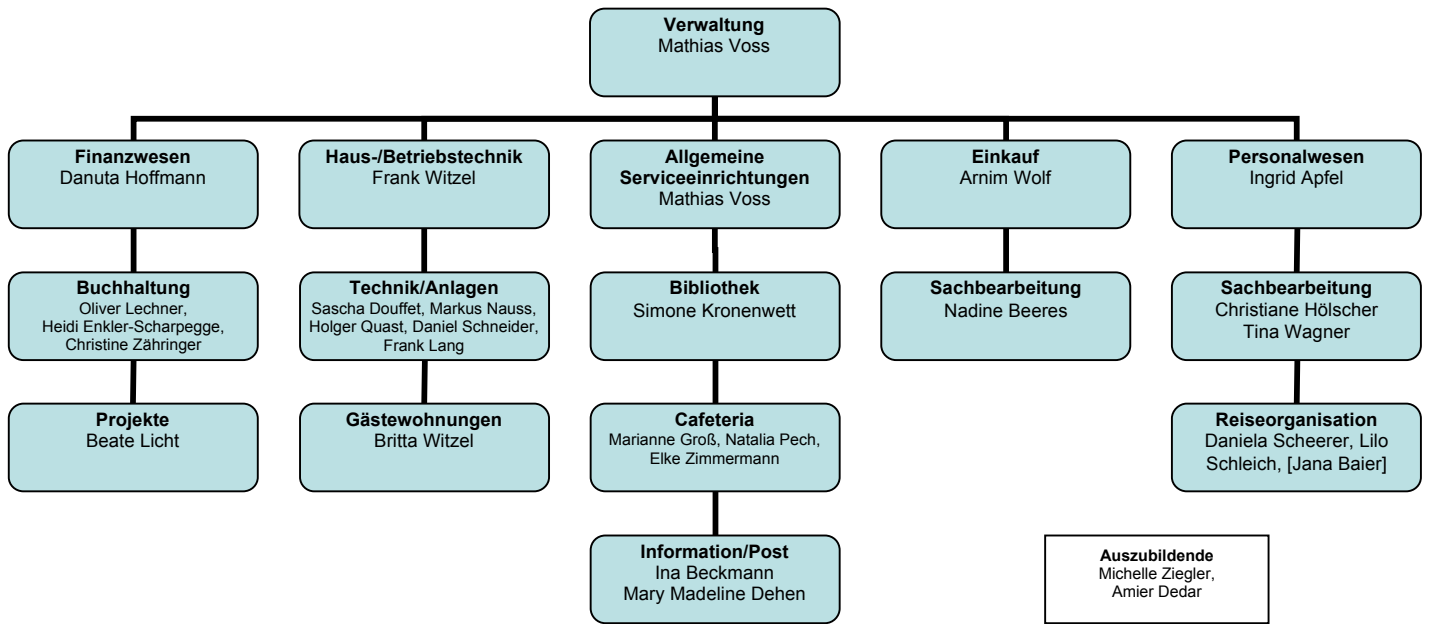 Verwaltung
Mathias Voss
Finanzwesen
Danuta Hoffmann
Haus-/Betriebstechnik
Frank Witzel
Allgemeine
Serviceeinrichtungen
Mathias Voss
Einkauf
Arnim Wolf
Personalwesen
Ingrid Apfel
Buchhaltung
Oliver Lechner,
Heidi Enkler-Scharpegge,
Christine Zähringer
Technik/Anlagen
Sascha Douffet, Markus Nauss,
Holger Quast, Daniel Schneider,
Frank Lang
Bibliothek
Simone Kronenwett
Sachbearbeitung
Nadine Beeres
Sachbearbeitung
Christiane Hölscher
Tina Wagner
Projekte
Beate Licht
Gästewohnungen
Britta Witzel
Cafeteria
Marianne Groß, Natalia Pech,
Elke Zimmermann
Reiseorganisation
Daniela Scheerer, Lilo
Schleich, [Jana Baier]
Information/Post
Ina Beckmann
Mary Madeline Dehen
Auszubildende
Michelle Ziegler,
Amier Dedar